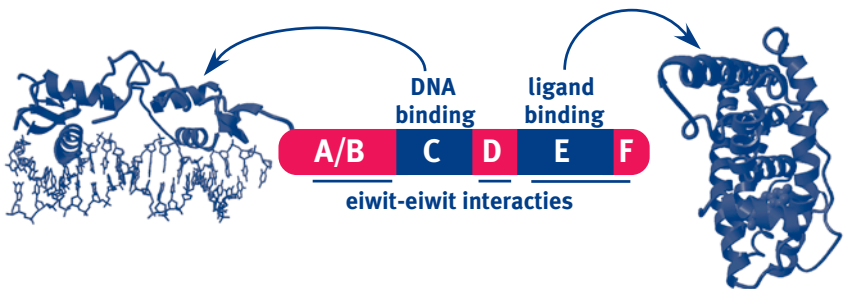 DNA
binding
ligand
binding
A/B C D E F
eiwit-eiwit interacties